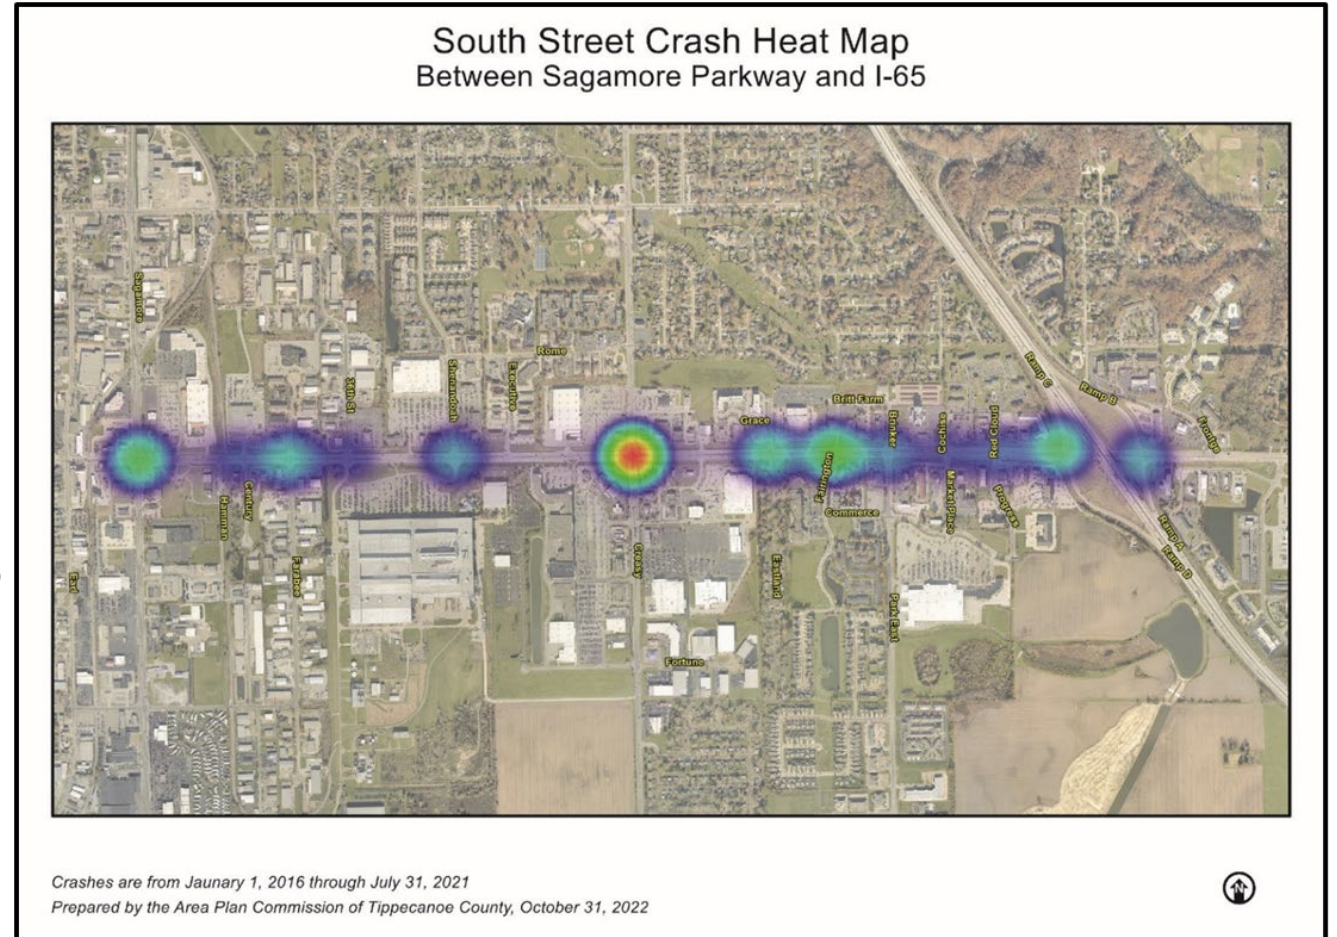 South Street Crash Heat Map
Between Sagamore Parkway and I-65
Sagamore
Rome
Shenandoah
Executive
36th St
Ramp C
Ramp B
Britt Farm
Grace
Bunker
Cochise
Red Cloud
Frontage
Farrington
Hanman
Century
Marketplace
Progress
Commerce
Ramp A
Ramp D
Earl
Farabee
Creasy
Eastland
Park East
Fortune
Crashes are from Jaunary 1, 2016 through July 31, 2021
Prepared by the Area Plan Commission of Tippecanoe County, October 31, 2022
N